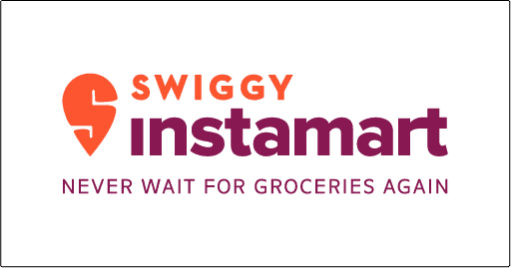 SWIGGY
instamart
NEVER WAIT FOR GROCERIES AGAIN